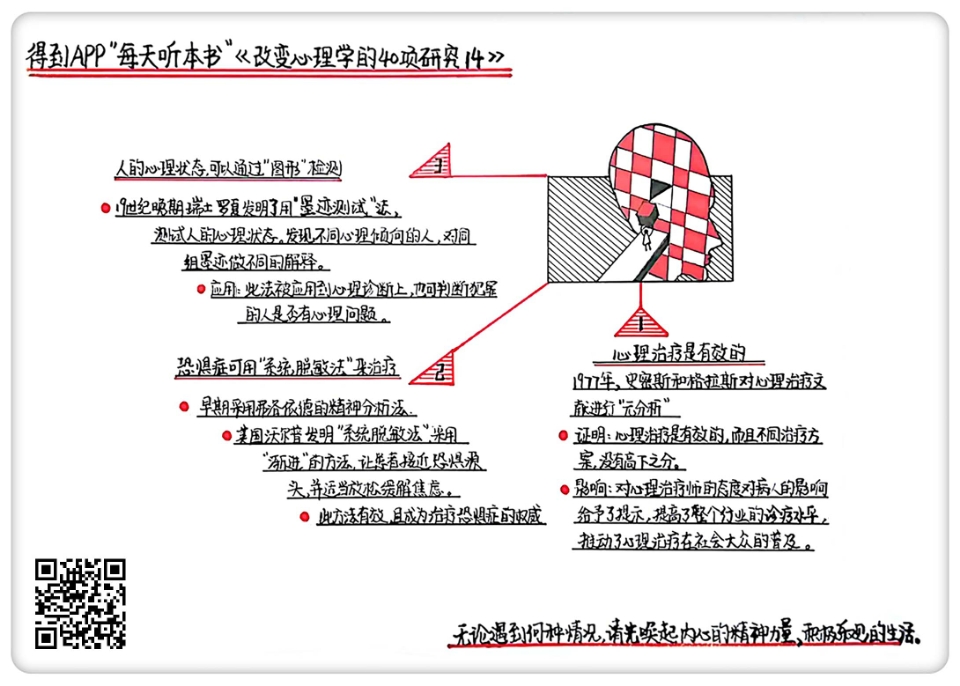 得到APP"每天听本书"《改变心理学的40项研究14》
3
人的心理状态,可以通过"图形"检测
19世纪晚期瑞士罗夏发明了用"墨迹测试"法,
测试人的心理状态。发现不同心理倾向的人,对同
组墨迹做不同的解释。
应用:此法被应用到心理诊断上,也可判断犯罪
的人是否有心理问题。
2
恐惧症可用"系统脱敏法"来治疗
早期采用弗洛依德的精神分析法.
美国沃尔普发明"系统脱敏法"采用
"渐进"的方法,让患者接近恐惧源
头,并适当放松缓解焦虑。
此方法有效,且成为治疗恐惧症的权威
1
心理治疗是有效的
1977年,史密斯和格拉斯对心理治疗文
献进行"元分析"
证明:心理治疗是有效的,而且不同治疗方
案,没有高下之分。
影响:对心理治疗师的态度对病人的影响
给予了提示,提高了整个行业的诊疗水平,
推动了心理治疗在社会大众的普及。
无论遇到何种情况,请先唤起内心的精神力量,积极乐观的生活。